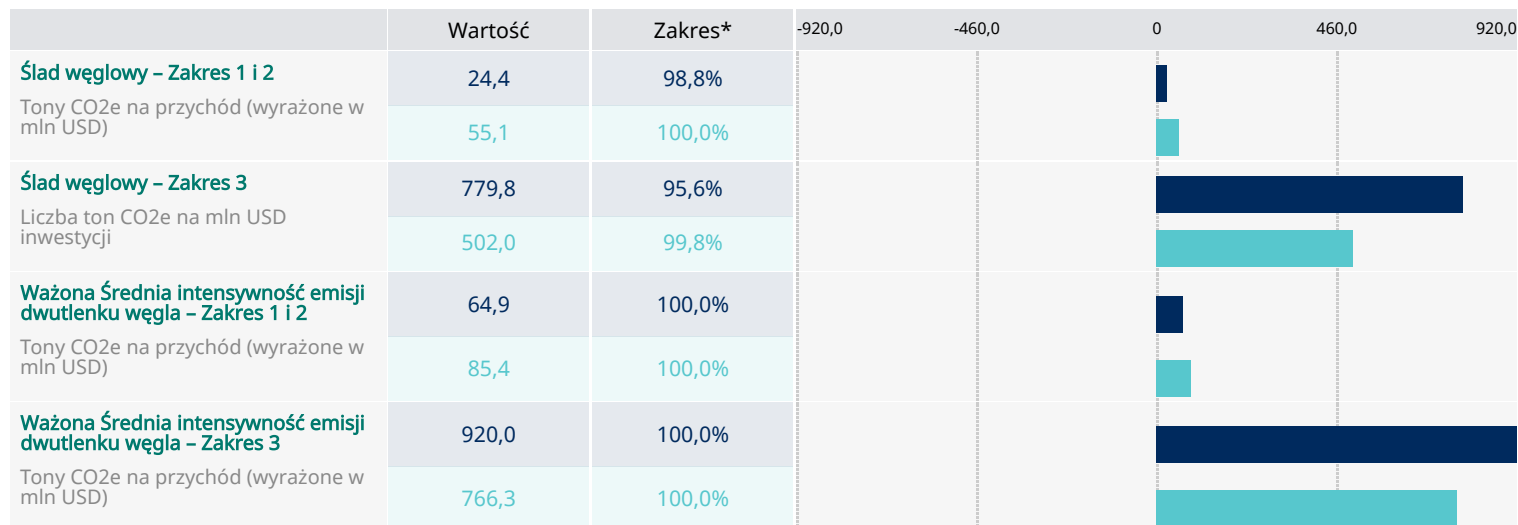 Wartość Zakres* -920,0 -460,0 0 460,0 920,0
Ślad węglowy – Zakres 1 i 2
Tony CO2e na przychód (wyrażone w
mln USD)
24,4 98,8%
55,1 100,0%
Ślad węglowy – Zakres 3
Liczba ton CO2e na mln USD
inwestycji
779,8 95,6%
502,0 99,8%
Ważona Średnia intensywność emisji
dwutlenku węgla – Zakres 1 i 2
Tony CO2e na przychód (wyrażone w
mln USD)
64,9 100,0%
85,4 100,0%
Ważona Średnia intensywność emisji
dwutlenku węgla – Zakres 3
Tony CO2e na przychód (wyrażone w
mln USD)
920,0 100,0%
766,3 100,0%